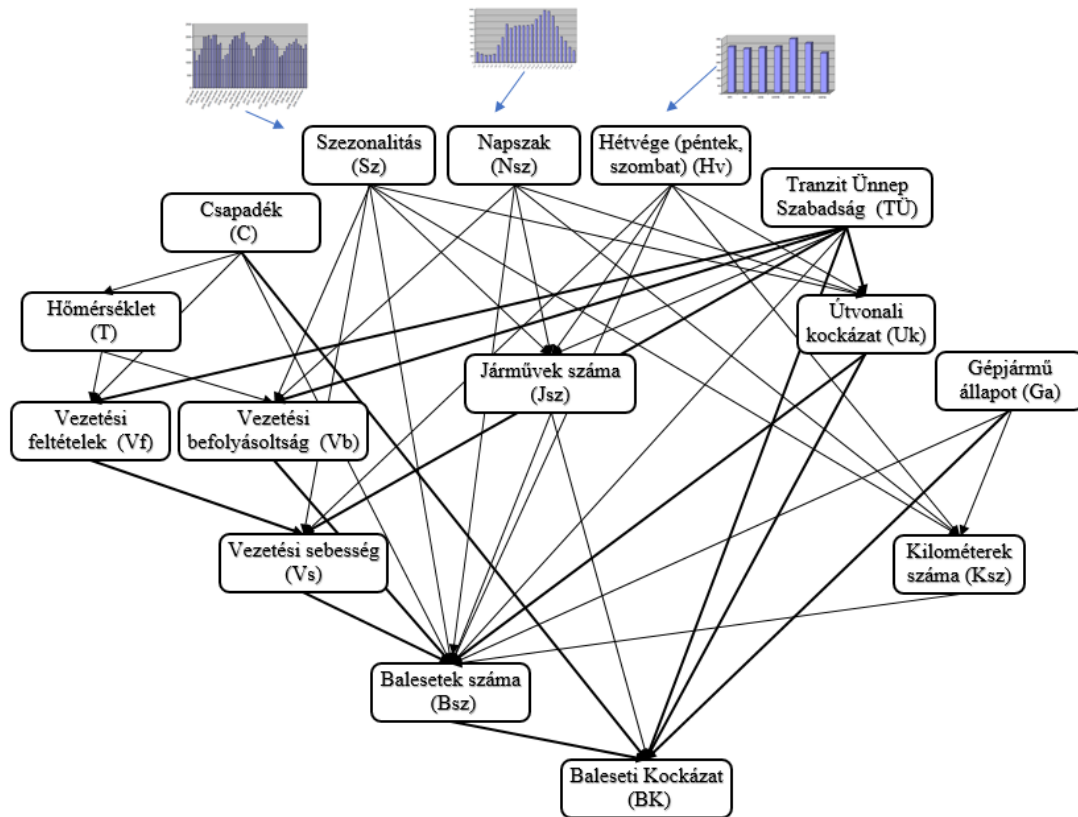 Szezonalitás
(Sz)
Napszak
(Nsz)
Hétvége (péntek,
szombat) (Hv)
Tranzit Ünnep
Szabadság (TÜ)
Csapadék
(C)
Hőmérséklet
(T)
Útvonali
kockázat (Uk)
Járművek száma
(Jsz)
Gépjármű
állapot (Ga)
Vezetési
feltételek (Vf)
Vezetési
befolyásoltság (Vb)
Vezetési sebesség
(Vs)
Kilométerek
száma (Ksz)
Balesetek száma
(Bsz)
Baleseti Kockázat
(BK)